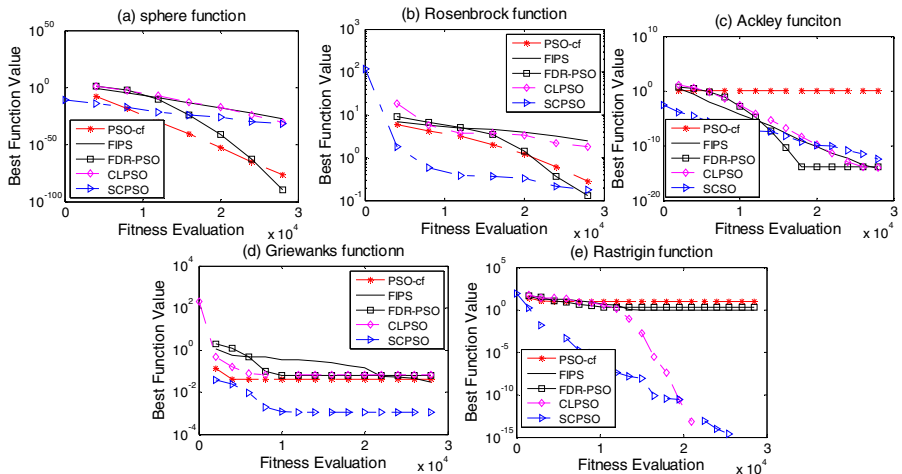 (a) sphere function
Best Function Value
10^50
10^0
10^-50
10^-100
PSO-cf
FIPS
FDR-PSO
CLPSO
SCPSO
0
1
2
3
x 10^4
Fitness Evaluation
(b) Rosenbrock function
Best Function Value
10^3
10^2
10^1
10^0
10^-1
PSO-cf
FIPS
FDR-PSO
CLPSO
SCPSO
0
1
2
3
x 10^4
Fitness Evaluation
(c) Ackley funciton
Best Function Value
10^10
10^0
10^-10
10^-20
PSO-cf
FIPS
FDR-PSO
CLPSO
SCSO
0
1
2
3
x 10^4
Fitness Evaluation
(d) Griewanks functionn
Best Function Value
10^4
10^2
10^0
10^-2
10^-4
PSO-cf
FIPS
FDR-PSO
CLPSO
SCPSO
0
1
2
3
x 10^4
Fitness Evaluation
(e) Rastrigin function
Best Function Value
10^5
10^0
10^-5
10^-10
10^-15
PSO-cf
FIPS
FDR-PSO
CLPSO
SCPSO
0
1
2
3
x 10^4
Fitness Evaluation